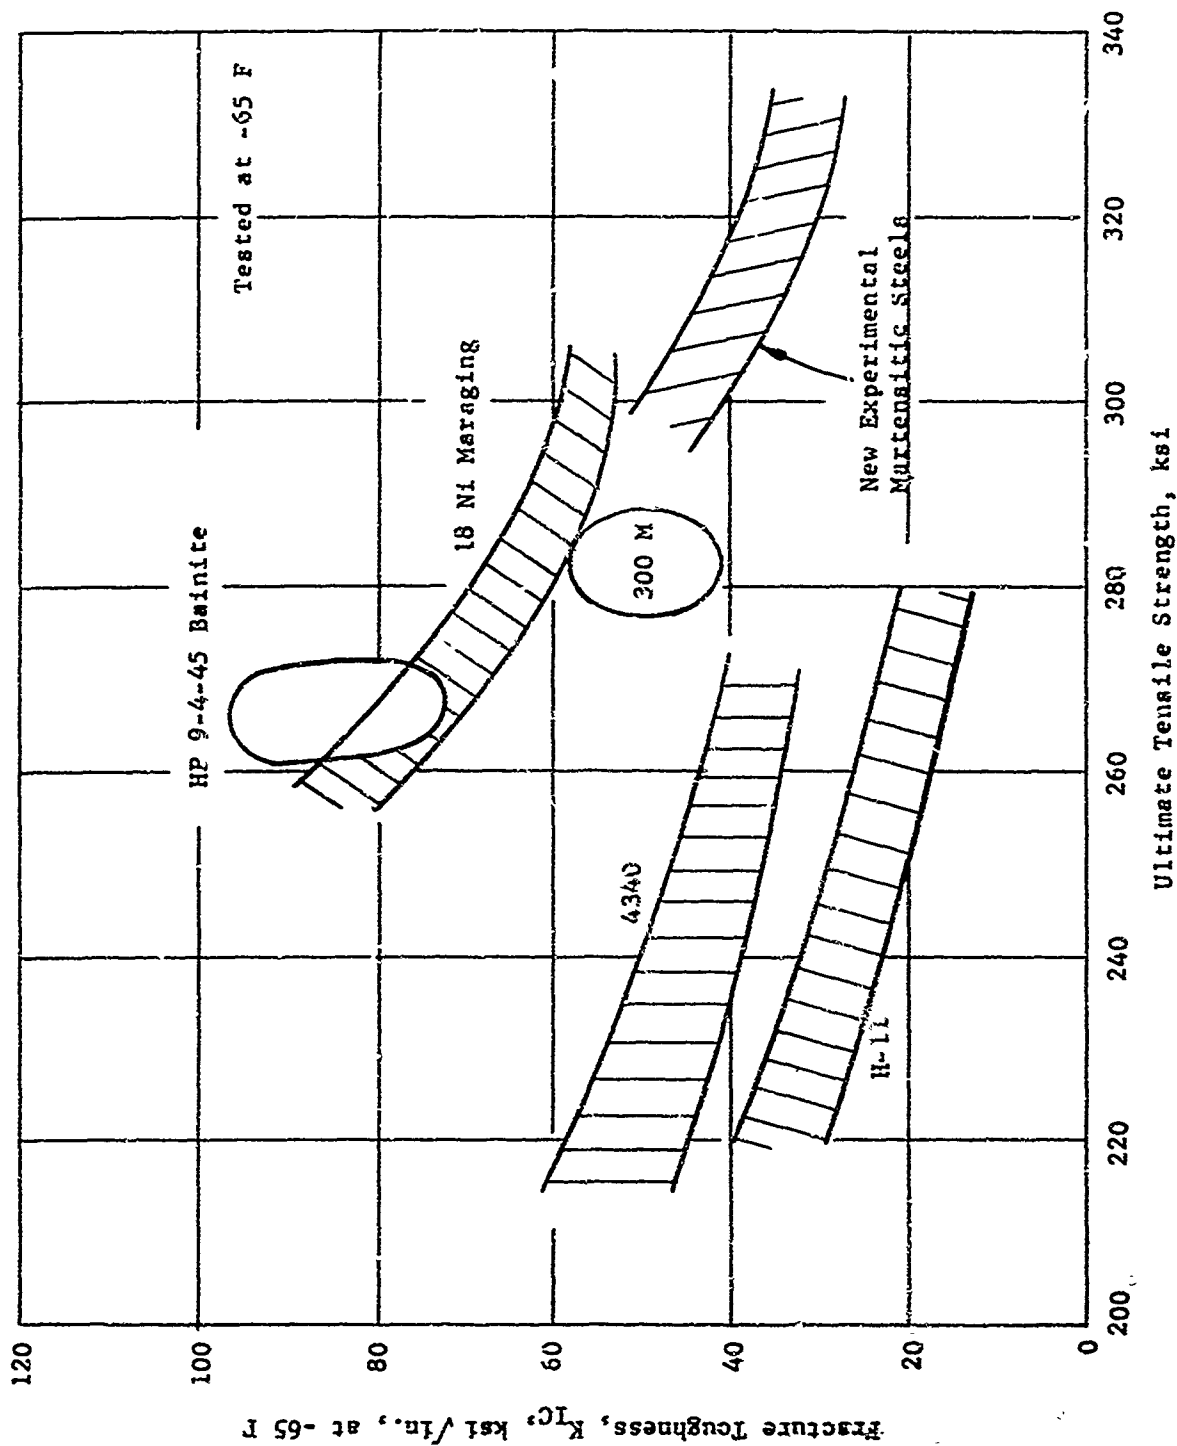 Tested at -65 F
HP 9-4-45 Bainite
18 Ni Maraging
300 M
4340
H-11
New Experimental
Martensitic Steels
120
100
80
60
40
20
0
200
220
240
260
280
300
320
340
Ultimate Tensile Strength, ksi
Fracture Toughness, KIC, ksi √in., at -65 F